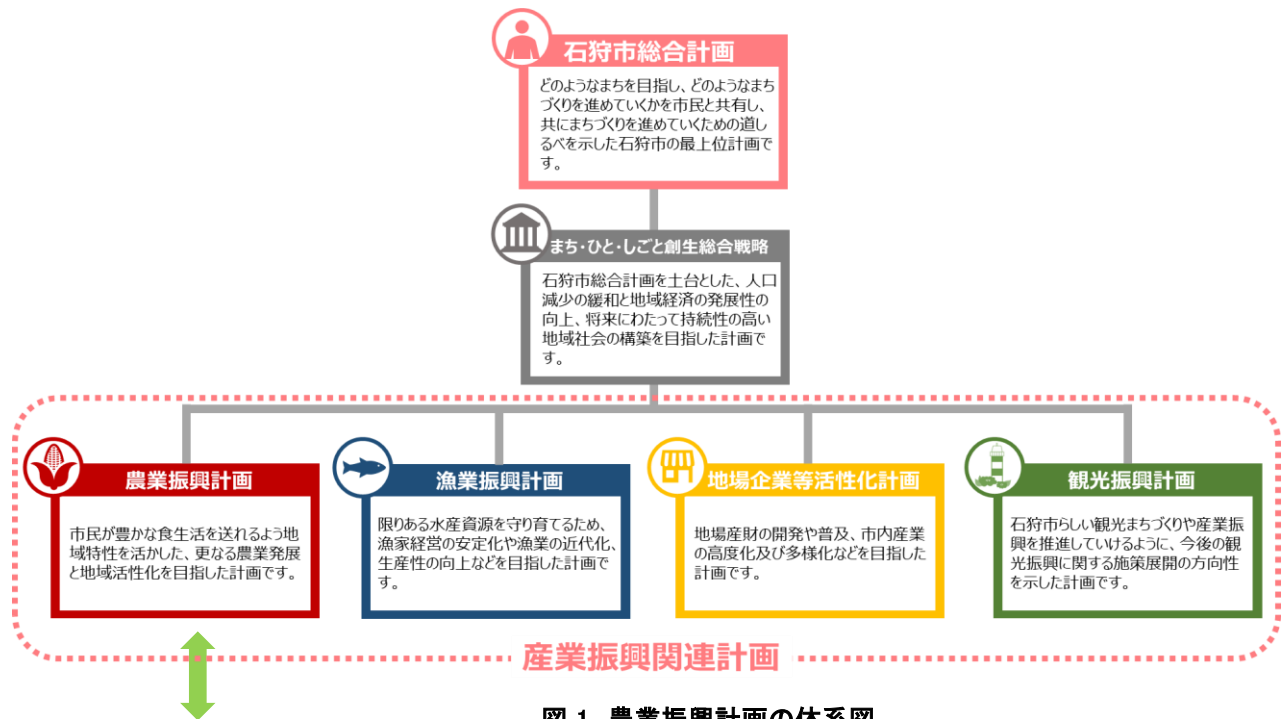 石狩市総合計画
どのようなまちを目指し、どのようなまち
づくりを進めていくかを市民と共有し、
共にまちづくりを進めていくための道し
るべを示した石狩市の最上位計画で
す。
まち・ひと・しごと創生総合戦略
石狩市総合計画を土台とした、人口
減少の緩和と地域経済の発展性の
向上、将来にわたって持続性の高い
地域社会の構築を目指した計画で
す。
農業振興計画
市民が豊かな食生活を送れるよう地
域特性を活かした、更なる農業発展
と地域活性化を目指した計画です。
漁業振興計画
限りある水産資源を守り育てるため、
漁家経営の安定化や漁業の近代化、
生産性の向上などを目指した計画で
す。
地場企業等活性化計画
地場産財の開発や普及、市内産業
の高度化及び多様化などを目指した
計画です。
観光振興計画
石狩市らしい観光まちづくりや産業振
興を推進していけるように、今後の観
光振興に関する施策展開の方向性
を示した計画です。
産業振興関連計画
図 1 農業振興計画の体系図